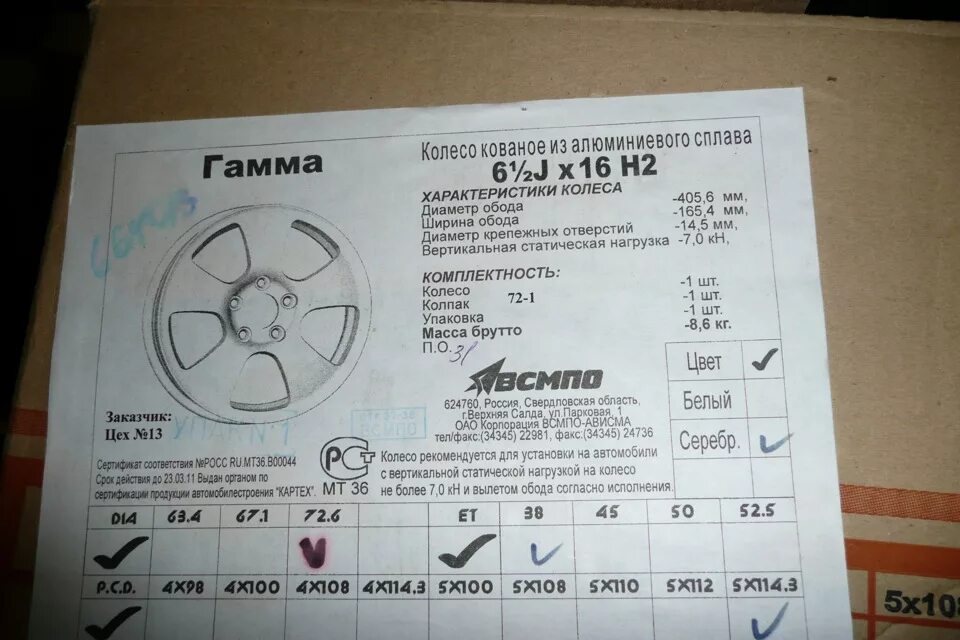 Гамма
Колесо кованое из алюминиевого сплава
6½J x 16 H2
ХАРАКТЕРИСТИКИ КОЛЕСА
Диаметр обода -405,6 мм,
Ширина обода -165,4 мм,
Диаметр крепежных отверстий -14,5 мм,
Вертикальная статическая нагрузка -7,0 кН,
КОМПЛЕКТНОСТЬ:
Колесо -1 шт.
Колпак 72-1 -1 шт.
Упаковка -1 шт.
Масса брутто -8,6 кг.
П.О.
Цвет
Белый
Серебр.
ВСМПО
624760, Россия, Свердловская область,
г.Верхняя Салда, ул.Парковая, 1
ОАО Корпорация ВСМПО-АВИСМА
тел/факс:(34345) 22981, факс:(34345) 24736
Заказчик:
Цех №13
ВСМПО
Сертификат соответствия №РОСС RU.МТ36.В00044
Срок действия до 23.03.11 Выдан органом по
сертификации продукции автомобилестроения "КАРТЕХ".
РСТ
МТ 36
Колесо рекомендуется для установки на автомобили
с вертикальной статической нагрузкой на колесо
не более 7,0 кН и вылетом обода согласно исполнения.
DIA 63.4 67.1 72.6 ET 38 45 50 52.5
P.C.D. 4X98 4X100 4X108 4X114.3 5X100 5X108 5X110 5X112 5X114.3
5x108